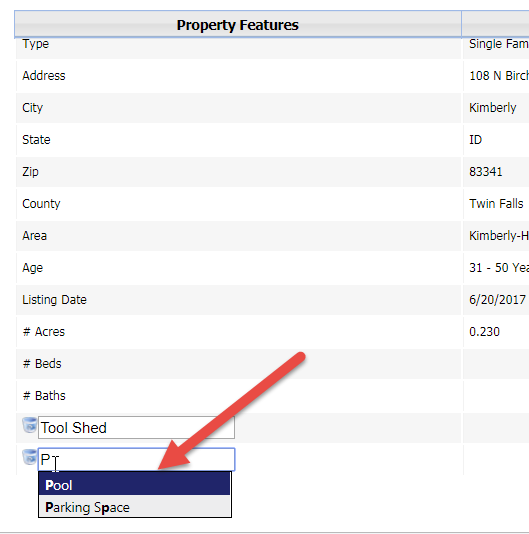 Property Features
Type Single Fam
Address 108 N Birch
City Kimberly
State ID
Zip 83341
County Twin Falls
Area Kimberly-H
Age 31 - 50 Yea
Listing Date 6/20/2017
# Acres 0.230
# Beds
# Baths
Tool Shed
P
Pool
Parking Space